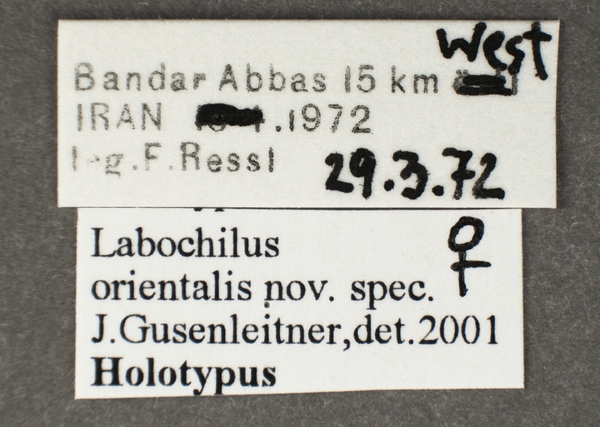 West
Bandar Abbas 15 km
IRAN .1972
leg.F.Ressl 29.3.72
Labochilus
orientalis nov. spec. ♀
J.Gusenleitner,det.2001
Holotypus